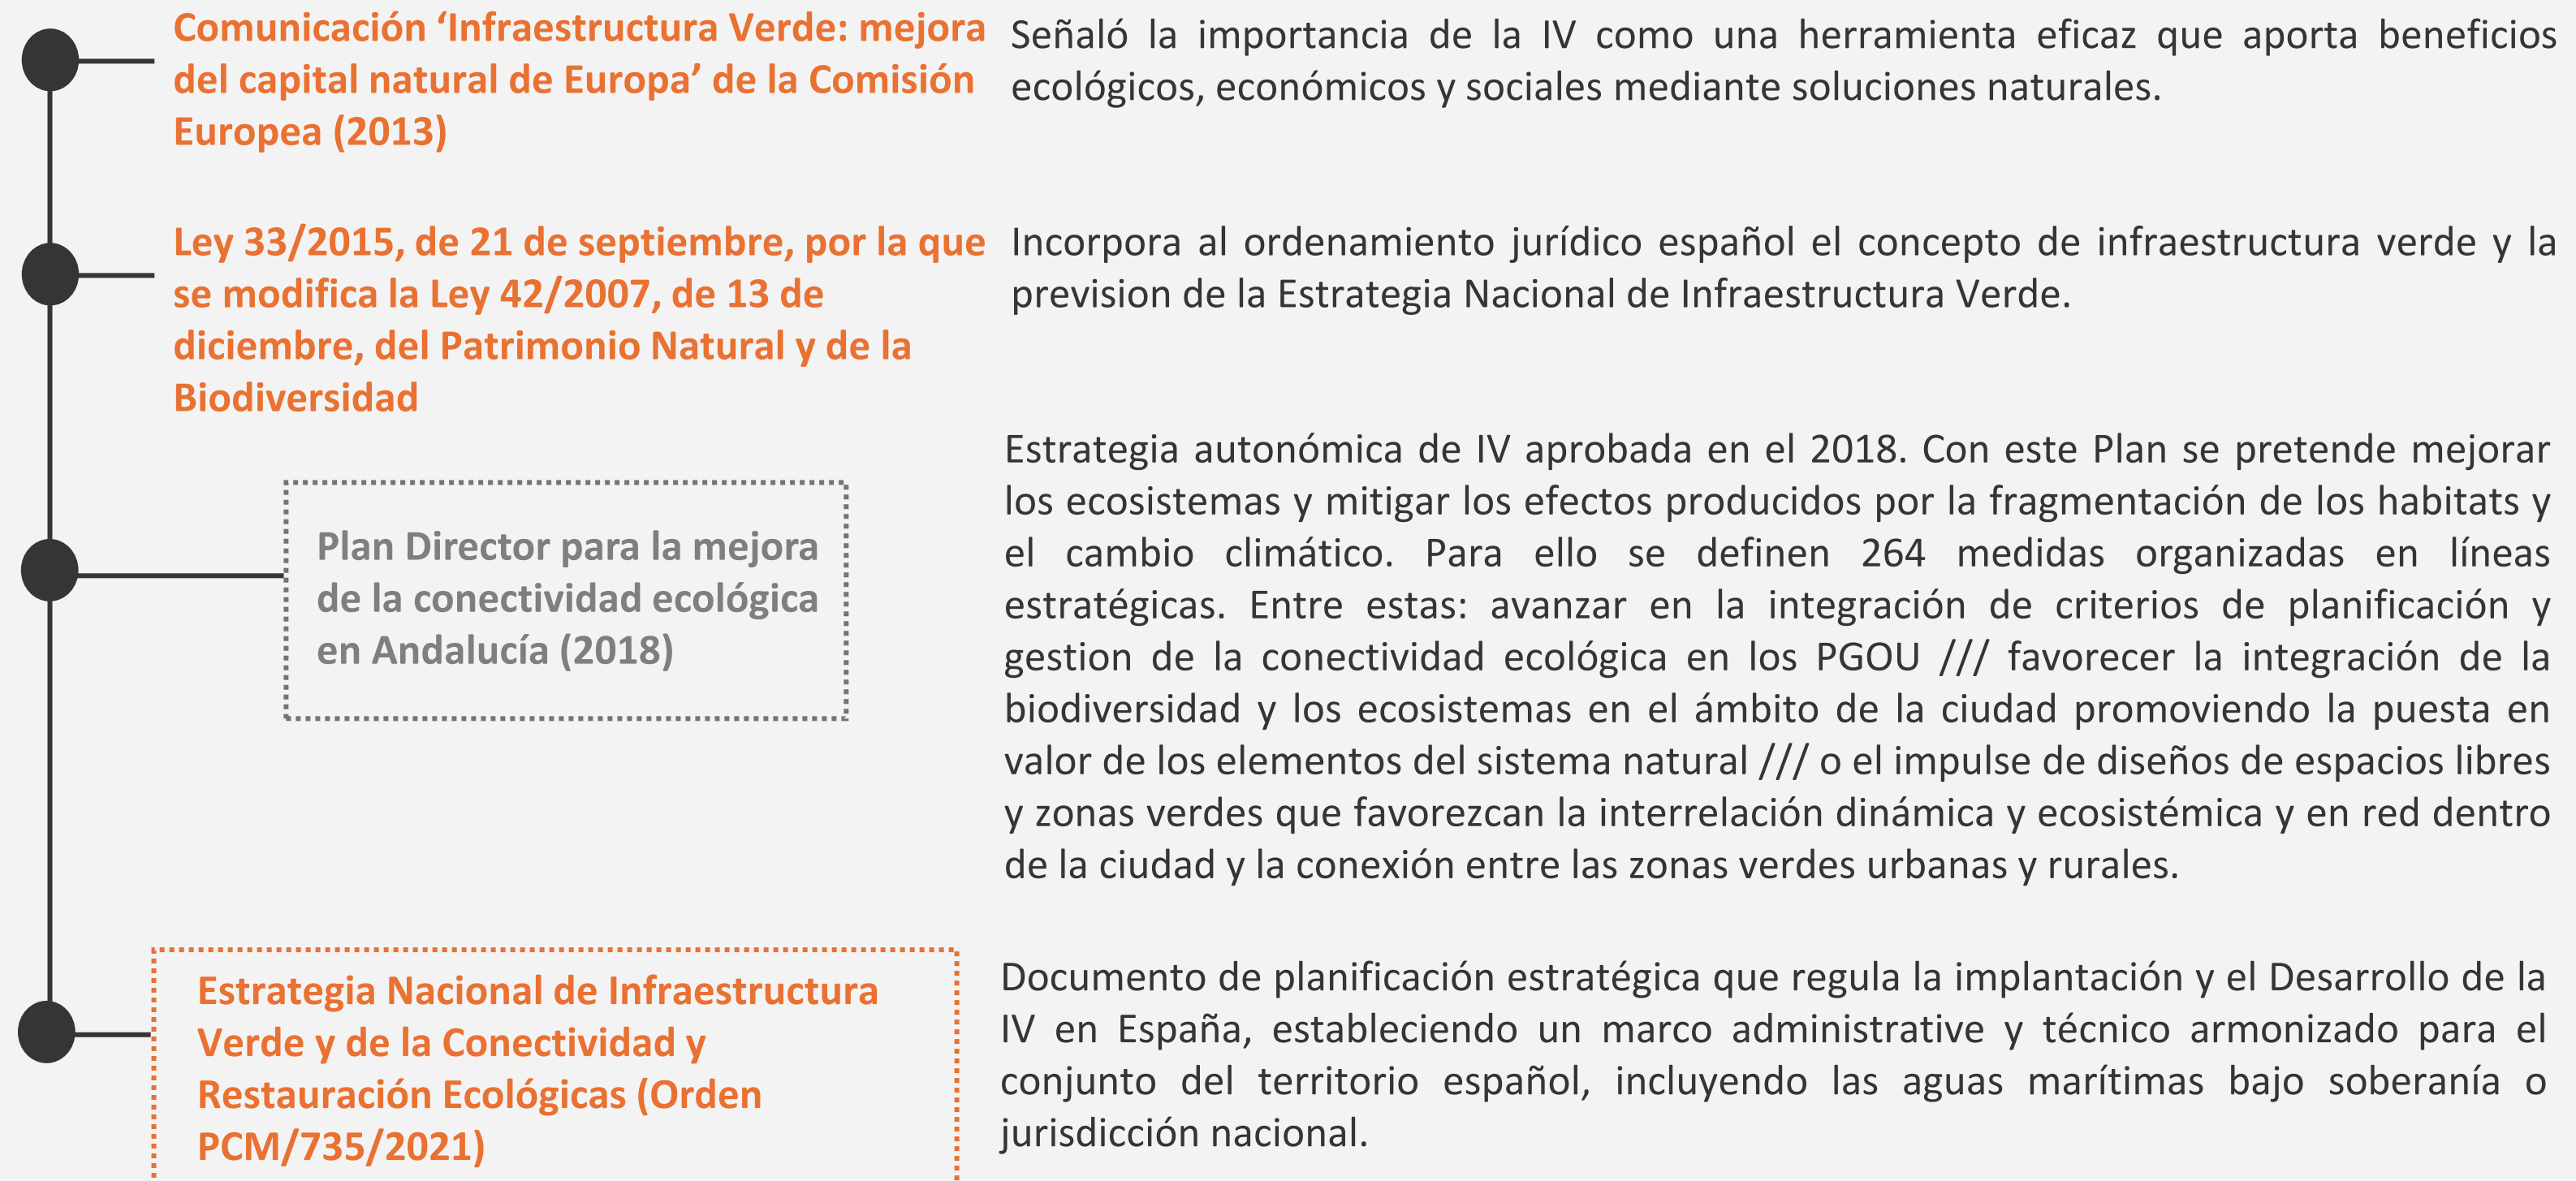 Comunicación ‘Infraestructura Verde: mejora
del capital natural de Europa’ de la Comisión
Europea (2013)
Señaló la importancia de la IV como una herramienta eficaz que aporta beneficios
ecológicos, económicos y sociales mediante soluciones naturales.
Ley 33/2015, de 21 de septiembre, por la que
se modifica la Ley 42/2007, de 13 de
diciembre, del Patrimonio Natural y de la
Biodiversidad
Incorpora al ordenamiento jurídico español el concepto de infraestructura verde y la
prevision de la Estrategia Nacional de Infraestructura Verde.
Plan Director para la mejora
de la conectividad ecológica
en Andalucía (2018)
Estrategia autonómica de IV aprobada en el 2018. Con este Plan se pretende mejorar
los ecosistemas y mitigar los efectos producidos por la fragmentación de los habitats y
el cambio climático. Para ello se definen 264 medidas organizadas en líneas
estratégicas. Entre estas: avanzar en la integración de criterios de planificación y
gestion de la conectividad ecológica en los PGOU /// favorecer la integración de la
biodiversidad y los ecosistemas en el ámbito de la ciudad promoviendo la puesta en
valor de los elementos del sistema natural /// o el impulse de diseños de espacios libres
y zonas verdes que favorezcan la interrelación dinámica y ecosistémica y en red dentro
de la ciudad y la conexión entre las zonas verdes urbanas y rurales.
Estrategia Nacional de Infraestructura
Verde y de la Conectividad y
Restauración Ecológicas (Orden
PCM/735/2021)
Documento de planificación estratégica que regula la implantación y el Desarrollo de la
IV en España, estableciendo un marco administrative y técnico armonizado para el
conjunto del territorio español, incluyendo las aguas marítimas bajo soberanía o
jurisdicción nacional.